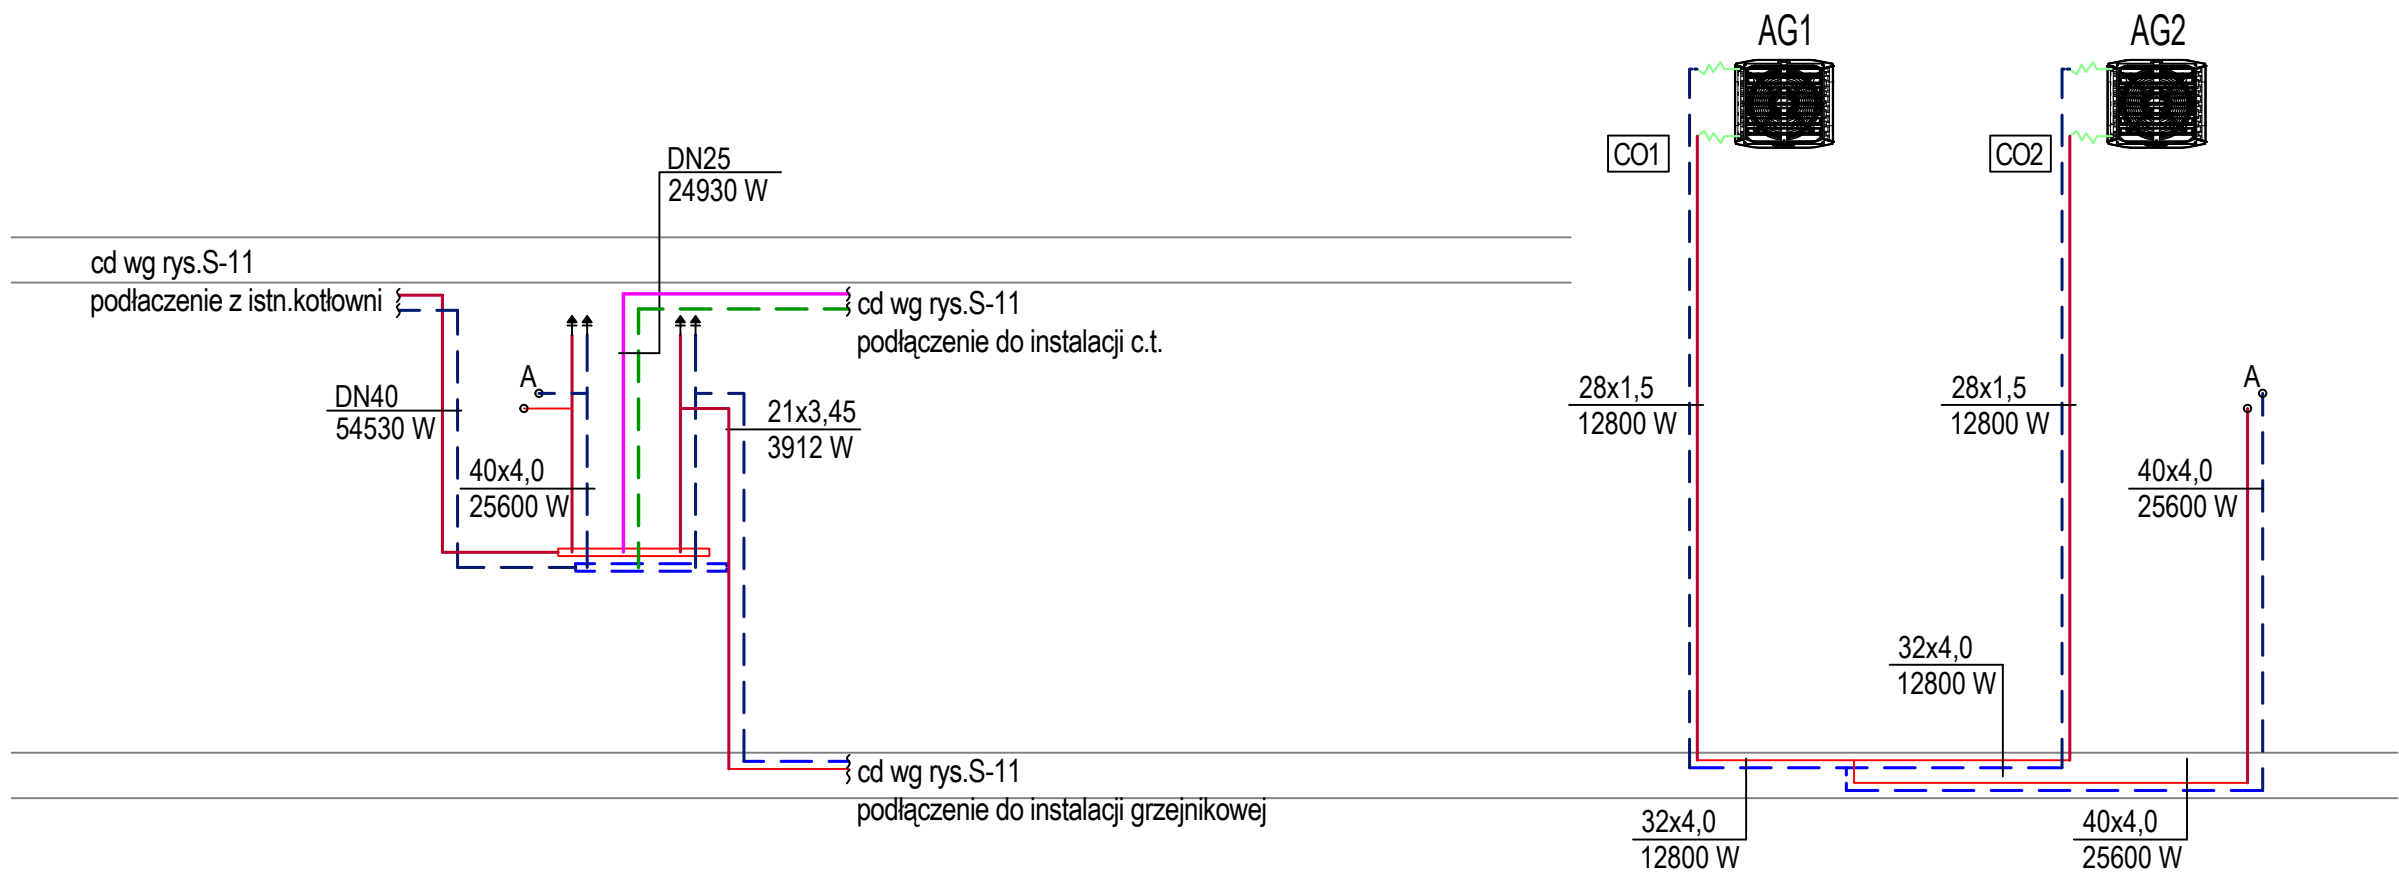 AG1
AG2
CO1
CO2
DN25
24930 W
cd wg rys.S-11
podłaczenie z istn.kotłowni
cd wg rys.S-11
podłączenie do instalacji c.t.
A
DN40
54530 W
21x3,45
3912 W
40x4,0
25600 W
28x1,5
12800 W
28x1,5
12800 W
A
40x4,0
25600 W
32x4,0
12800 W
cd wg rys.S-11
podłączenie do instalacji grzejnikowej
32x4,0
12800 W
40x4,0
25600 W